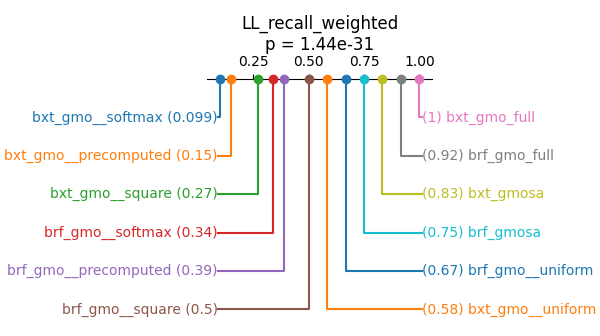 LL_recall_weighted
p = 1.44e-31
0.25 0.50 0.75 1.00
bxt_gmo__softmax (0.099) (1) bxt_gmo_full
bxt_gmo__precomputed (0.15) (0.92) brf_gmo_full
bxt_gmo__square (0.27) (0.83) bxt_gmosa
brf_gmo__softmax (0.34) (0.75) brf_gmosa
brf_gmo__precomputed (0.39) (0.67) brf_gmo__uniform
brf_gmo__square (0.5) (0.58) bxt_gmo__uniform